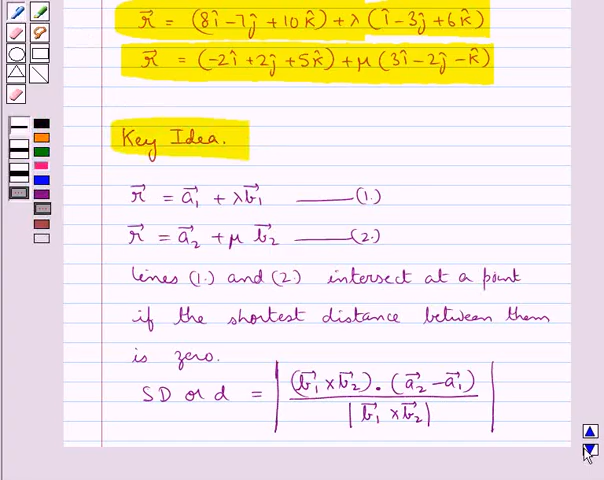 r⃗ = (8î-7ĵ+10k̂)+λ(î-3ĵ+6k̂)
r⃗ = (-2î+2ĵ+5k̂)+μ(3î-2ĵ-k̂)
Key Idea.
r⃗ = a⃗₁ + λb⃗₁ ——— (1.)
r⃗ = a⃗₂ + μ b⃗₂ ——— (2.)
lines (1.) and (2.) intersect at a point
if the shortest distance between them
is zero.
SD or d = | (b⃗₁ × b⃗₂) . (a⃗₂ - a⃗₁) / |b⃗₁ × b⃗₂| |